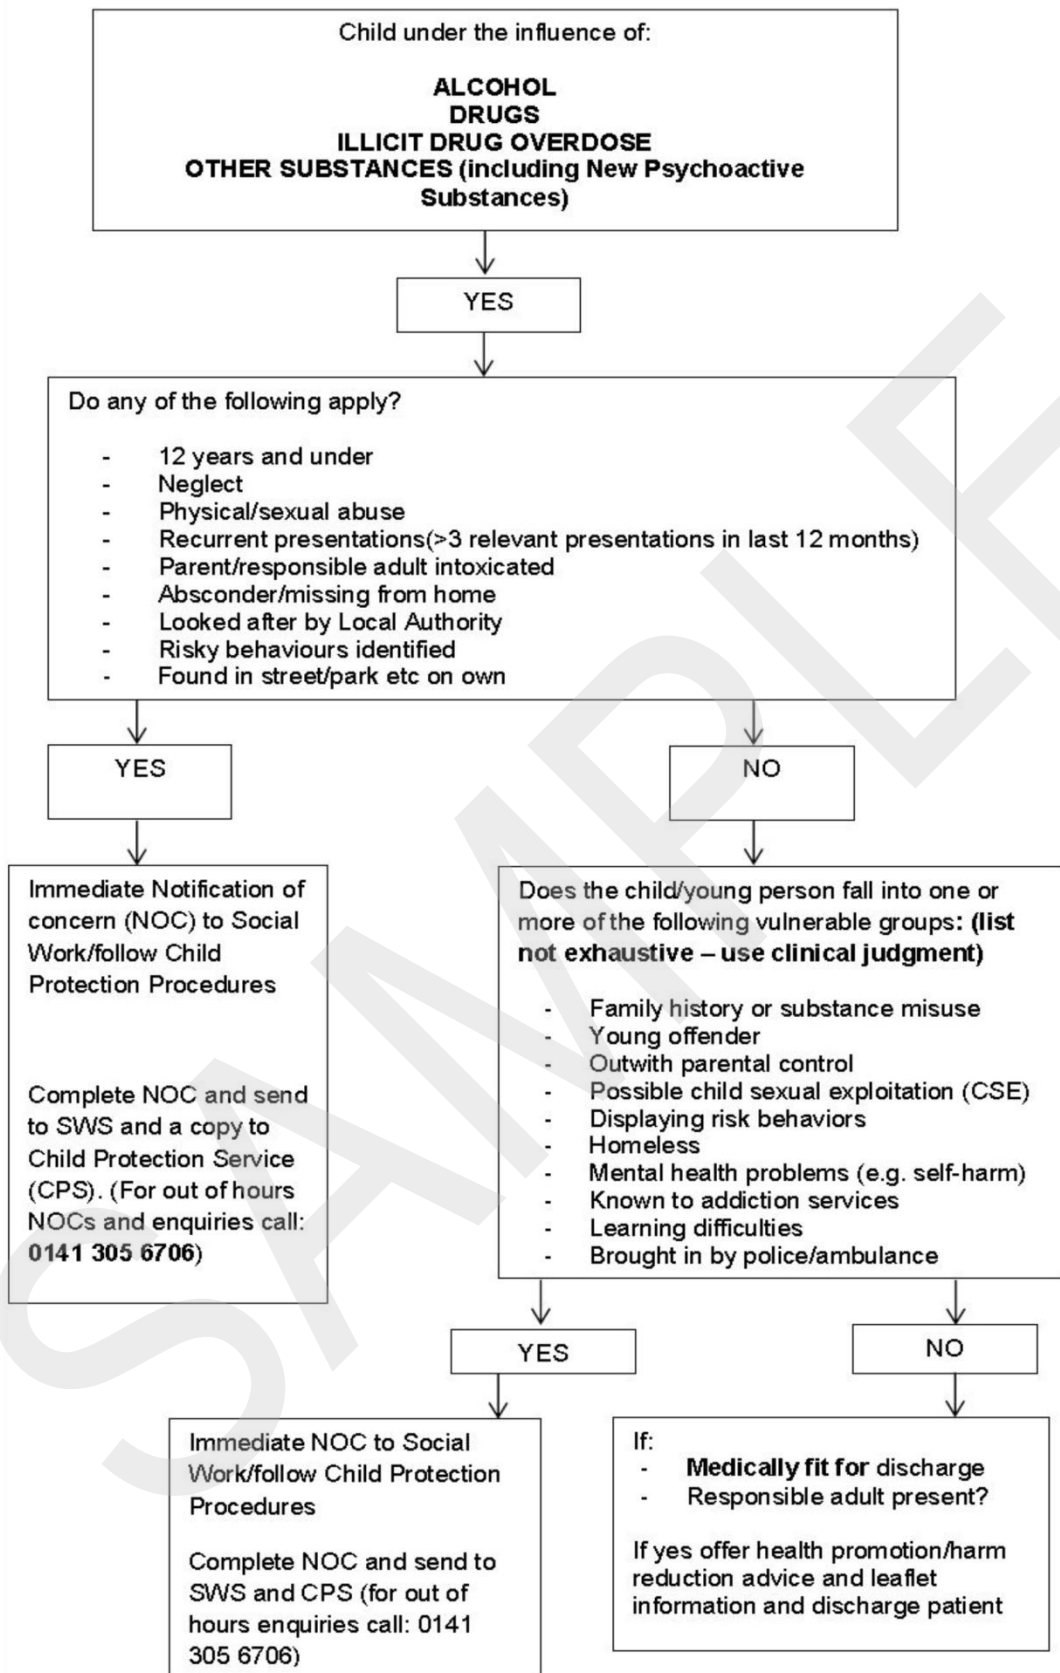 Child under the influence of:
ALCOHOL
DRUGS
ILLICIT DRUG OVERDOSE
OTHER SUBSTANCES (including New Psychoactive
Substances)
YES
Do any of the following apply?
- 12 years and under
- Neglect
- Physical/sexual abuse
- Recurrent presentations(>3 relevant presentations in last 12 months)
- Parent/responsible adult intoxicated
- Absconder/missing from home
- Looked after by Local Authority
- Risky behaviours identified
- Found in street/park etc on own
YES
NO
Immediate Notification of
concern (NOC) to Social
Work/follow Child
Protection Procedures
Complete NOC and send
to SWS and a copy to
Child Protection Service
(CPS). (For out of hours
NOCs and enquiries call:
0141 305 6706)
Does the child/young person fall into one or
more of the following vulnerable groups: (list
not exhaustive – use clinical judgment)
- Family history or substance misuse
- Young offender
- Outwith parental control
- Possible child sexual exploitation (CSE)
- Displaying risk behaviors
- Homeless
- Mental health problems (e.g. self-harm)
- Known to addiction services
- Learning difficulties
- Brought in by police/ambulance
YES
NO
Immediate NOC to Social
Work/follow Child Protection
Procedures
Complete NOC and send to
SWS and CPS (for out of
hours enquiries call: 0141
305 6706)
If:
- Medically fit for discharge
- Responsible adult present?
If yes offer health promotion/harm
reduction advice and leaflet
information and discharge patient
SAMPLE